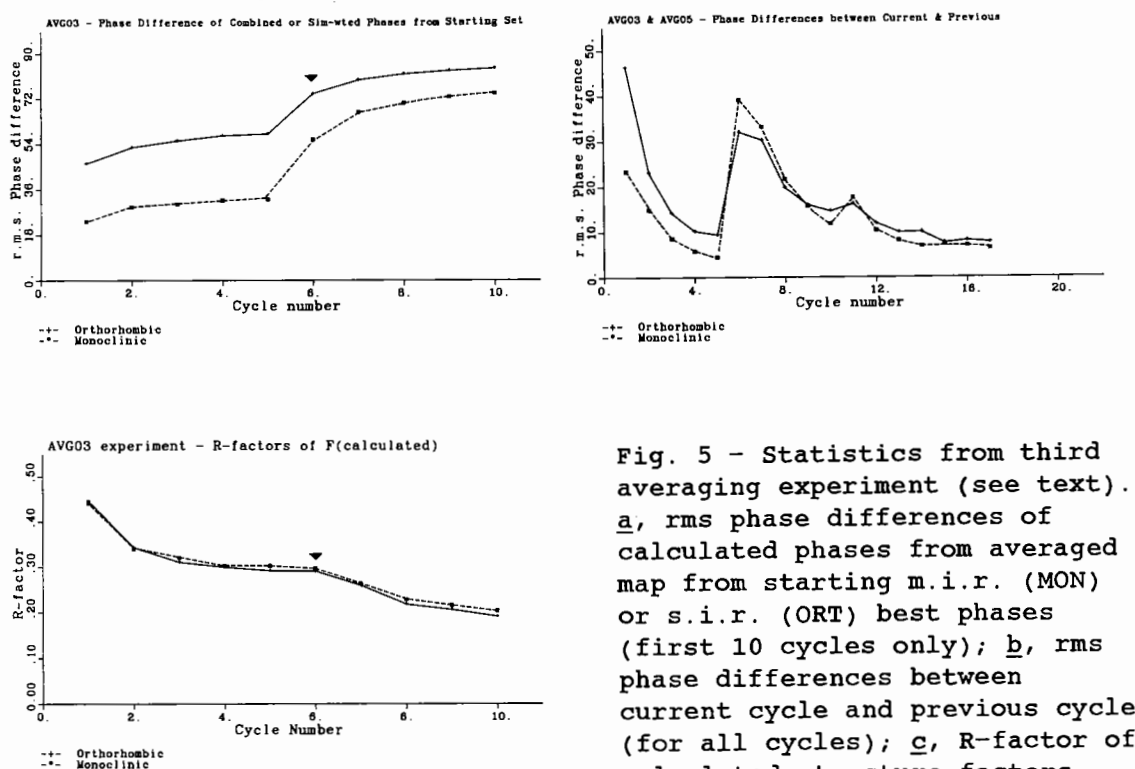 AVG03 - Phase Difference of Combined or Sim-wted Phases from Starting Set
r.m.s. Phase difference
0. 18. 36. 54. 72. 90.
0. 2. 4. 6. 8. 10.
Cycle number
-+- Orthorhombic
-•- Monoclinic
AVG03 & AVG05 - Phase Differences between Current & Previous
r.m.s. Phase difference
0. 10. 20. 30. 40. 50.
0. 4. 8. 12. 16. 20.
Cycle number
-+- Orthorhombic
-•- Monoclinic
AVG03 experiment - R-factors of F(calculated)
R-factor
0.00 .10 .20 .30 .40 .50
0. 2. 4. 6. 8. 10.
Cycle Number
-+- Orthorhombic
-•- Monoclinic
Fig. 5 - Statistics from third
averaging experiment (see text).
a, rms phase differences of
calculated phases from averaged
map from starting m.i.r. (MON)
or s.i.r. (ORT) best phases
(first 10 cycles only); b, rms
phase differences between
current cycle and previous cycle
(for all cycles); c, R-factor of